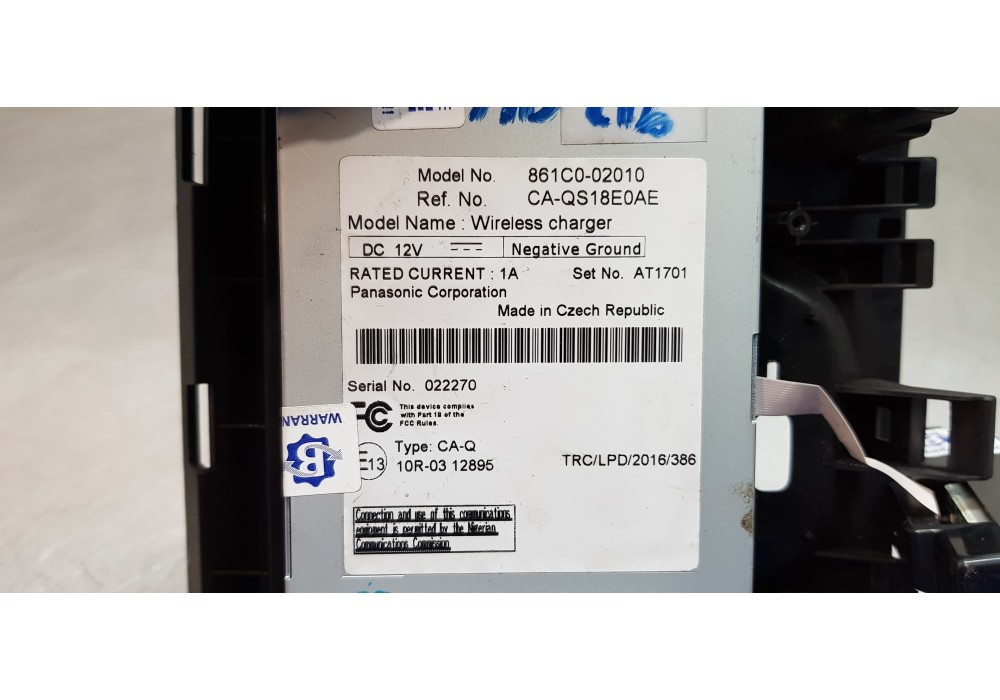 Model No. 861C0-02010
Ref. No. CA-QS18E0AE
Model Name : Wireless charger
DC 12V Negative Ground
RATED CURRENT : 1A Set No. AT1701
Panasonic Corporation
Made in Czech Republic
Serial No. 022270
FC This device complies
with Part 18 of the
FCC Rules.
WARRAN
B
Type: CA-Q
E13 10R-03 12895 TRC/LPD/2016/386
Connection and use of this communications
equipment is permitted by the Nigerian
Communications Commission